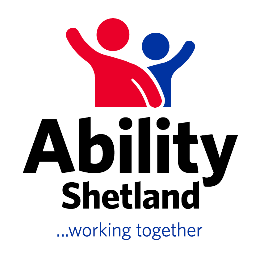 Ability
Shetland
...working together